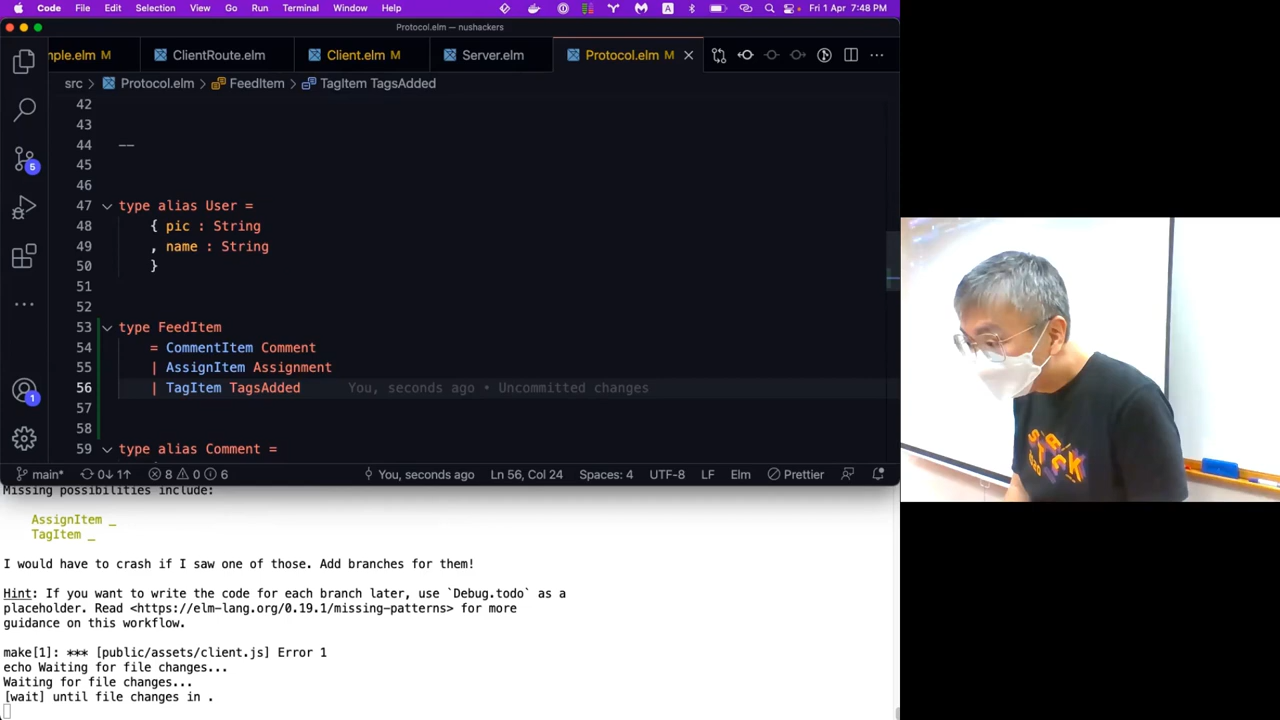 Code File Edit Selection View Go Run Terminal Window Help Fri 1 Apr 7:48 PM
Protocol.elm — nushackers
mple.elm M ClientRoute.elm Client.elm M Server.elm Protocol.elm M
src > Protocol.elm > FeedItem > TagItem TagsAdded
42
43
44 --
45
46
47 type alias User =
48 { pic : String
49 , name : String
50 }
51
52
53 type FeedItem
54 = CommentItem Comment
55 | AssignItem Assignment
56 | TagItem TagsAdded You, seconds ago • Uncommitted changes
57
58
59 type alias Comment =
5
1
main* 0↓ 1↑ 8 0 6 You, seconds ago Ln 56, Col 24 Spaces: 4 UTF-8 LF Elm Prettier
Missing possibilities include:
AssignItem _
TagItem _
I would have to crash if I saw one of those. Add branches for them!
Hint: If you want to write the code for each branch later, use `Debug.todo` as a
placeholder. Read <https://elm-lang.org/0.19.1/missing-patterns> for more
guidance on this workflow.
make[1]: *** [public/assets/client.js] Error 1
echo Waiting for file changes...
Waiting for file changes...
[wait] until file changes in .